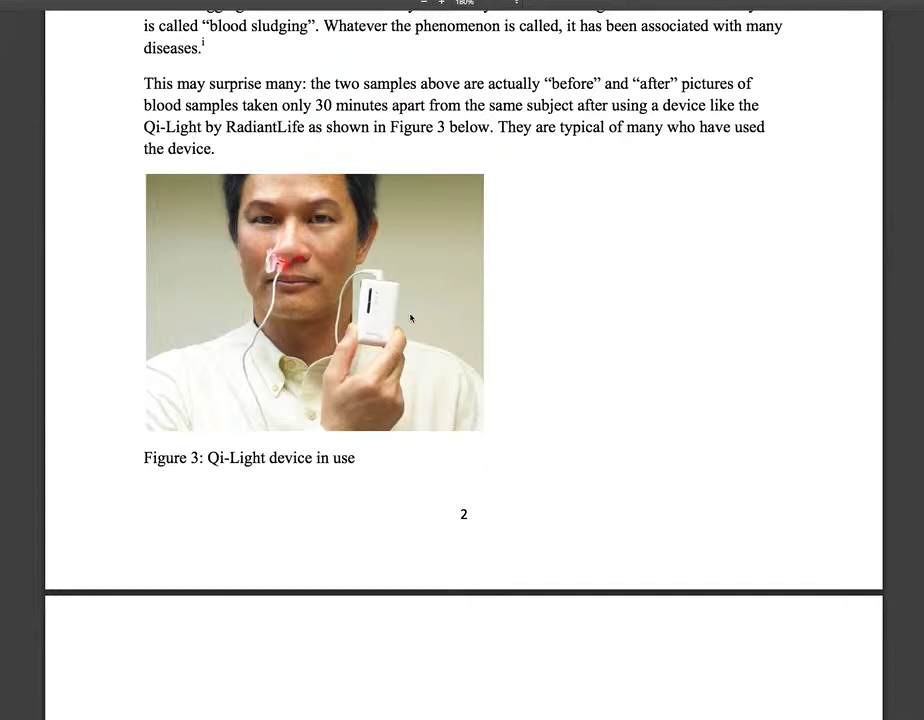 180%
is called “blood sludging”. Whatever the phenomenon is called, it has been associated with many
diseases.i
This may surprise many: the two samples above are actually “before” and “after” pictures of
blood samples taken only 30 minutes apart from the same subject after using a device like the
Qi-Light by RadiantLife as shown in Figure 3 below. They are typical of many who have used
the device.
Figure 3: Qi-Light device in use
2